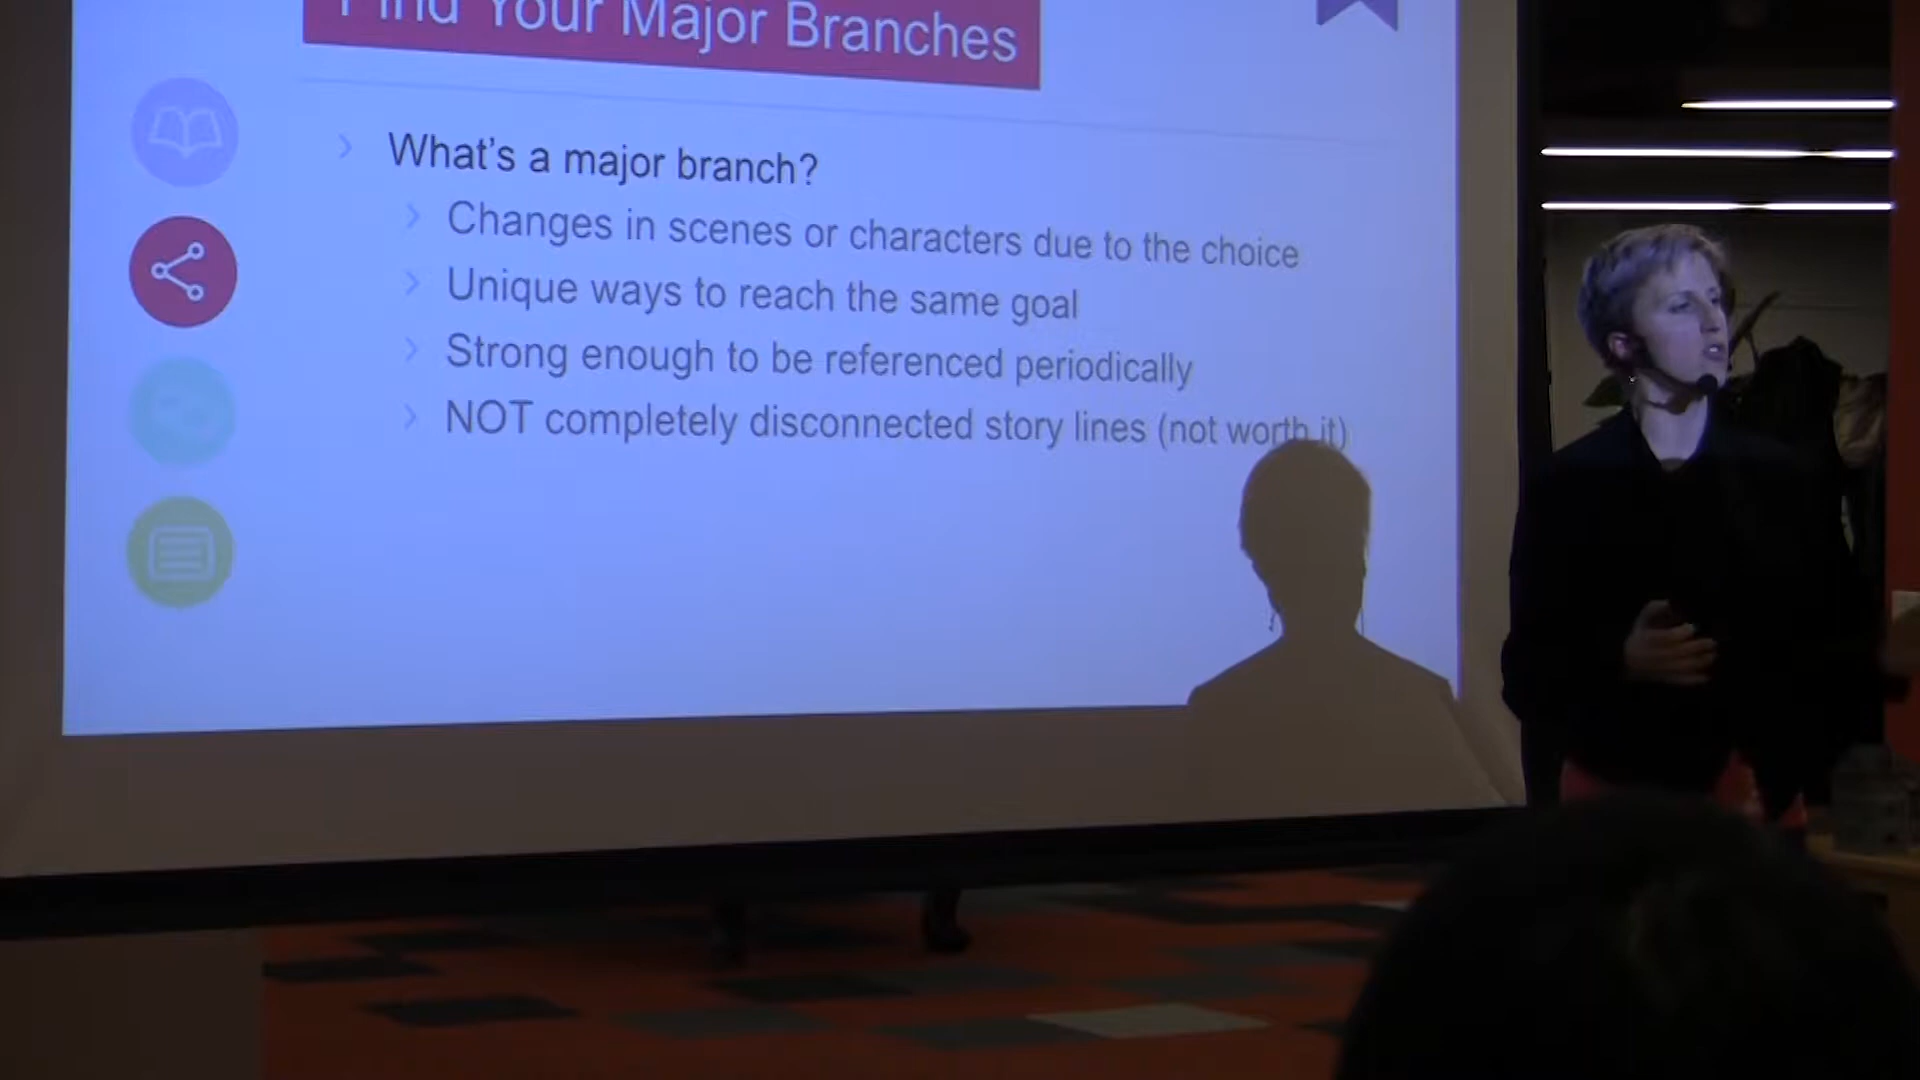 Find Your Major Branches
What's a major branch?
Changes in scenes or characters due to the choice
Unique ways to reach the same goal
Strong enough to be referenced periodically
NOT completely disconnected story lines (not worth it)